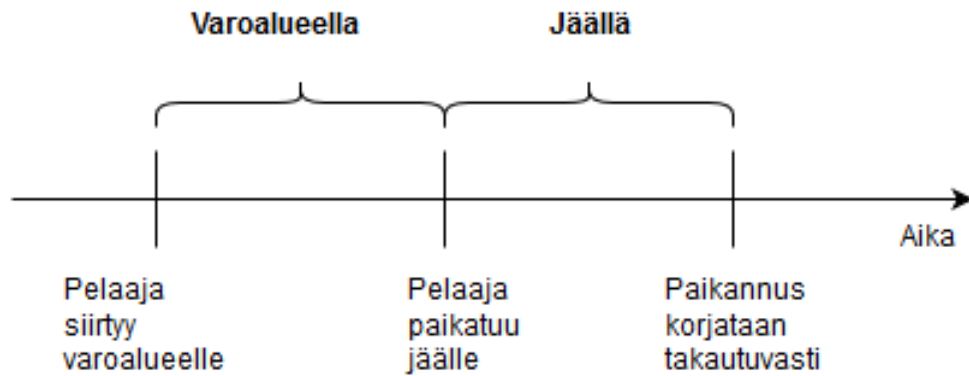 Varoalueella
Jäällä
Aika
Pelaaja
siirtyy
varoalueelle
Pelaaja
paikatuu
jäälle
Paikannus
korjataan
takautuvasti